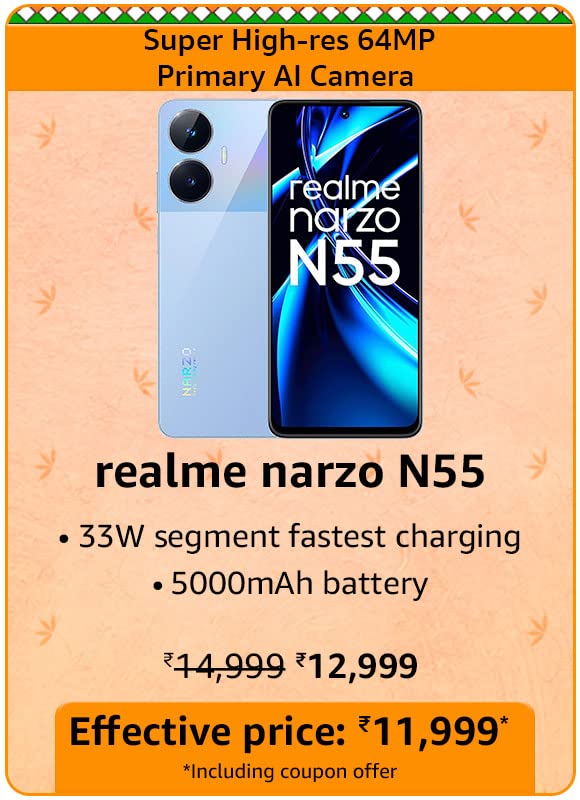 Super High-res 64MP
Primary AI Camera
realme
narzo
N55
NARZO
realme narzo N55
• 33W segment fastest charging
• 5000mAh battery
₹14,999 ₹12,999
Effective price: ₹11,999*
*Including coupon offer